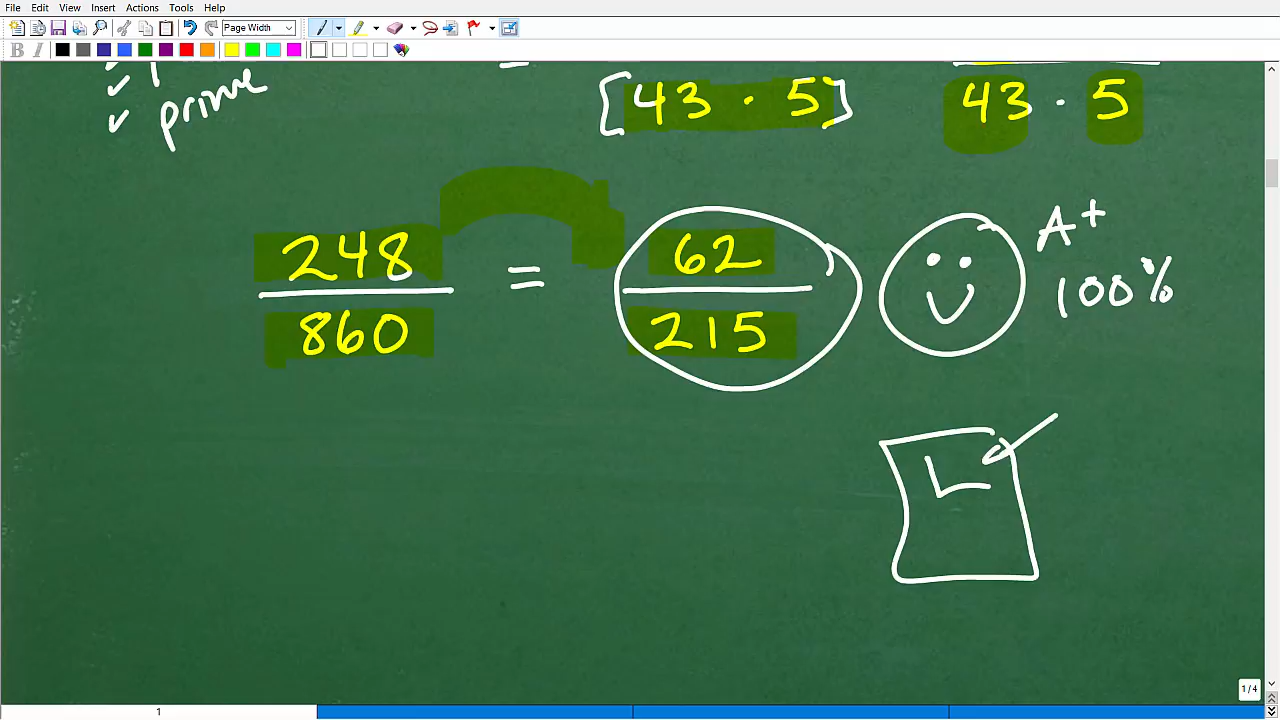 File Edit View Insert Actions Tools Help
Page Width
B I
prime
= [43 · 5] 43 · 5
248 = 62 A+
860 215 100%
1/4
1